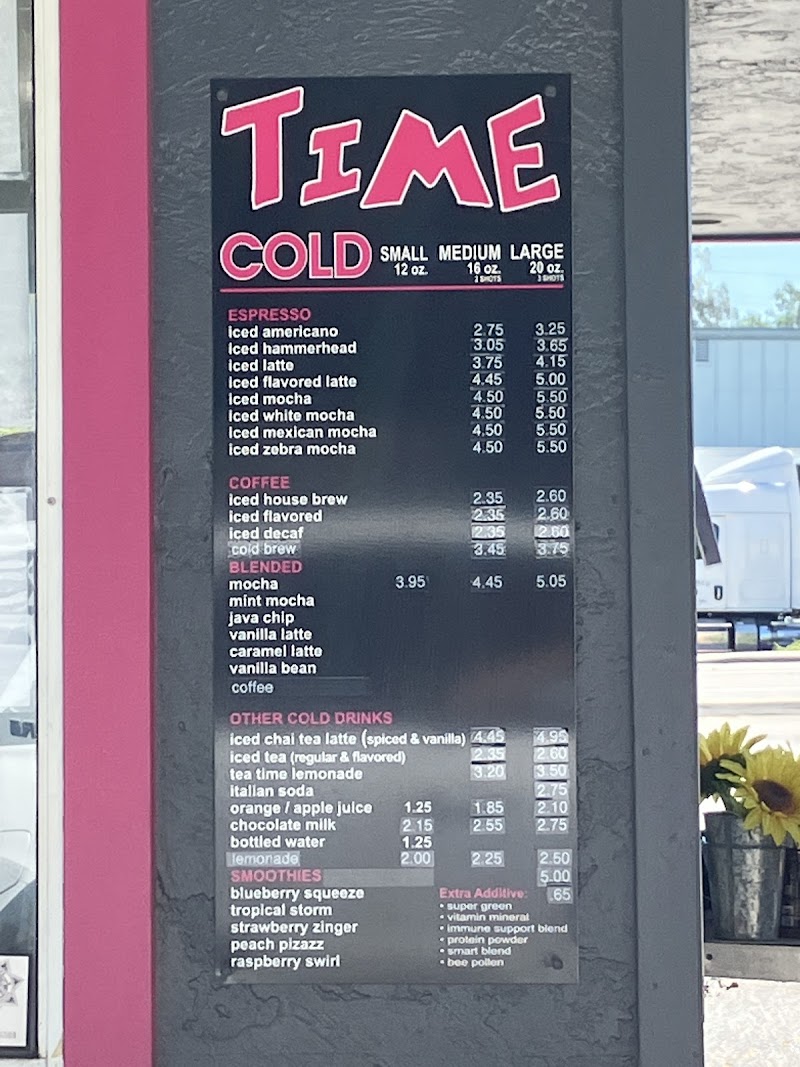 TIME
COLD SMALL MEDIUM LARGE
12 oz. 16 oz. 20 oz.
2 SHOTS 3 SHOTS
ESPRESSO
iced americano 2.75 3.25
iced hammerhead 3.05 3.65
iced latte 3.75 4.15
iced flavored latte 4.45 5.00
iced mocha 4.50 5.50
iced white mocha 4.50 5.50
iced mexican mocha 4.50 5.50
iced zebra mocha 4.50 5.50
COFFEE
iced house brew 2.35 2.60
iced flavored 2.35 2.60
iced decaf 2.35 2.60
cold brew 3.45 3.75
BLENDED
mocha 3.95 4.45 5.05
mint mocha
java chip
vanilla latte
caramel latte
vanilla bean
coffee
OTHER COLD DRINKS
iced chai tea latte (spiced & vanilla) 4.45 4.95
iced tea (regular & flavored) 2.35 2.60
tea time lemonade 3.20 3.50
italian soda 2.75
orange / apple juice 1.25 1.85 2.10
chocolate milk 2.15 2.55 2.75
bottled water 1.25
lemonade 2.00 2.25 2.50
SMOOTHIES 5.00
blueberry squeeze
tropical storm
strawberry zinger
peach pizazz
raspberry swirl
Extra Additive: .65
• super green
• vitamin mineral
• immune support blend
• protein powder
• smart blend
• bee pollen